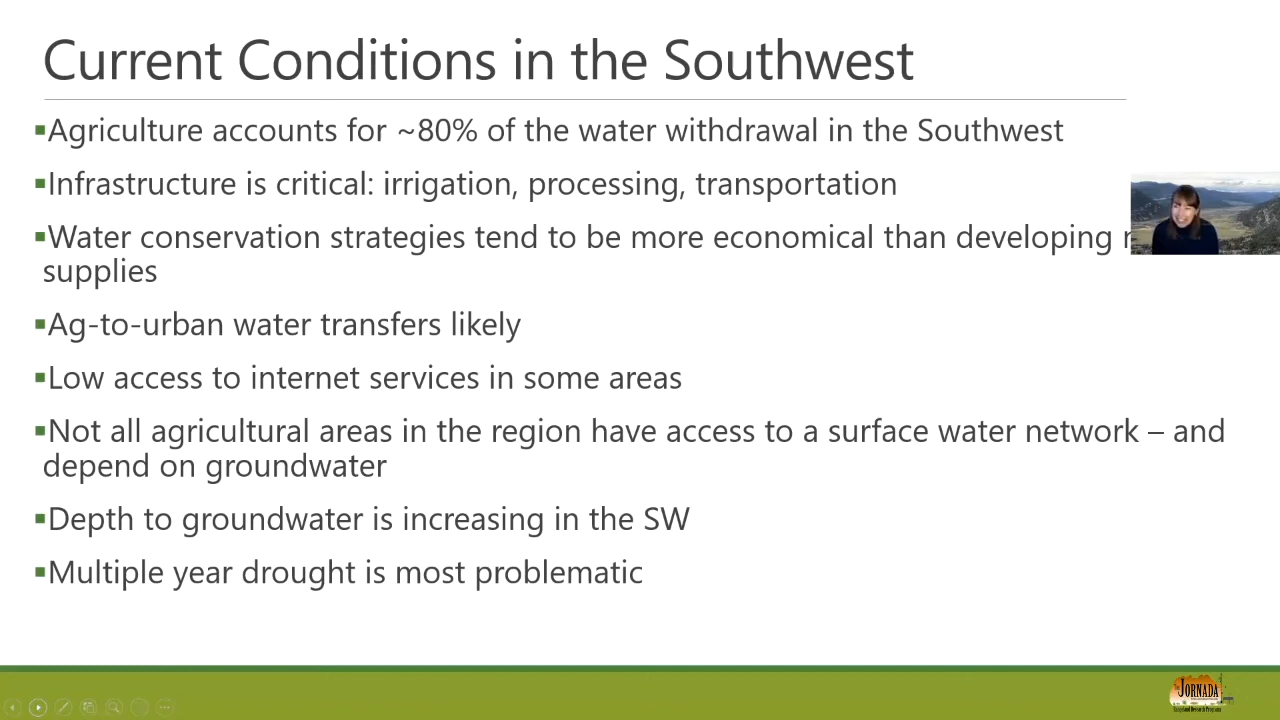 Current Conditions in the Southwest
▪Agriculture accounts for ~80% of the water withdrawal in the Southwest
▪Infrastructure is critical: irrigation, processing, transportation
▪Water conservation strategies tend to be more economical than developing
supplies
▪Ag-to-urban water transfers likely
▪Low access to internet services in some areas
▪Not all agricultural areas in the region have access to a surface water network – and
depend on groundwater
▪Depth to groundwater is increasing in the SW
▪Multiple year drought is most problematic
JORNADA